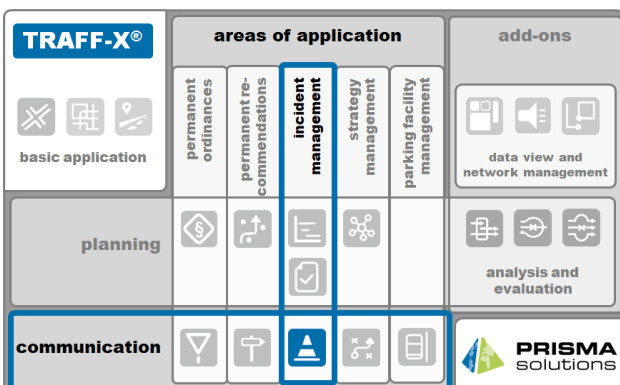 TRAFF-X®
areas of application
add-ons
basic application
permanent
ordinances
permanent re-
commendations
incident
management
strategy
management
parking facility
management
data view and
network management
planning
§
analysis and
evaluation
communication
PRISMA
solutions